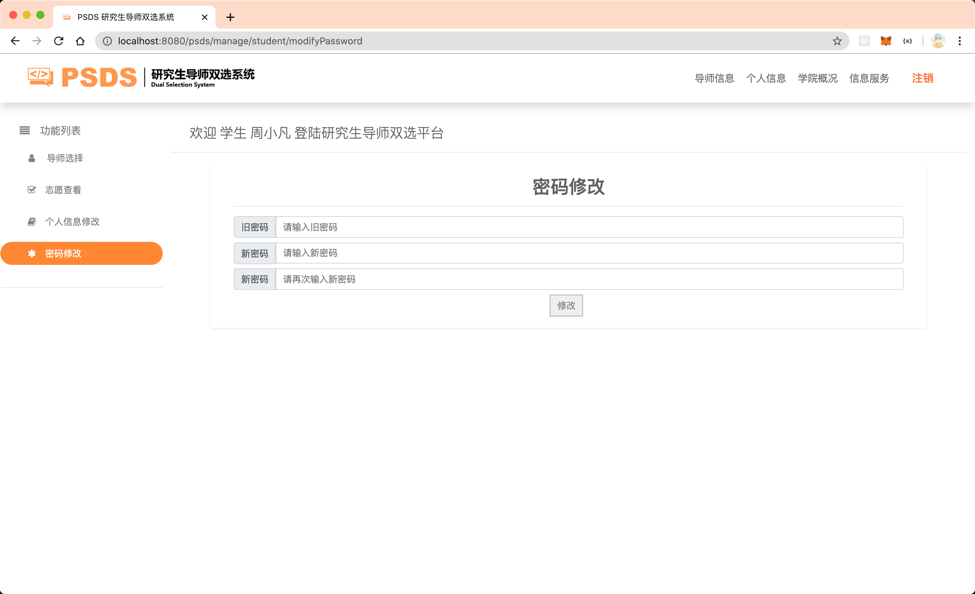 PSDS 研究生导师双选系统
localhost:8080/psds/manage/student/modifyPassword
PSDS
研究生导师双选系统
Dual Selection System
导师信息 个人信息 学院概况 信息服务 注销
功能列表
导师选择
志愿查看
个人信息修改
密码修改
欢迎 学生 周小凡 登陆研究生导师双选平台
密码修改
旧密码 请输入旧密码
新密码 请输入新密码
新密码 请再次输入新密码
修改